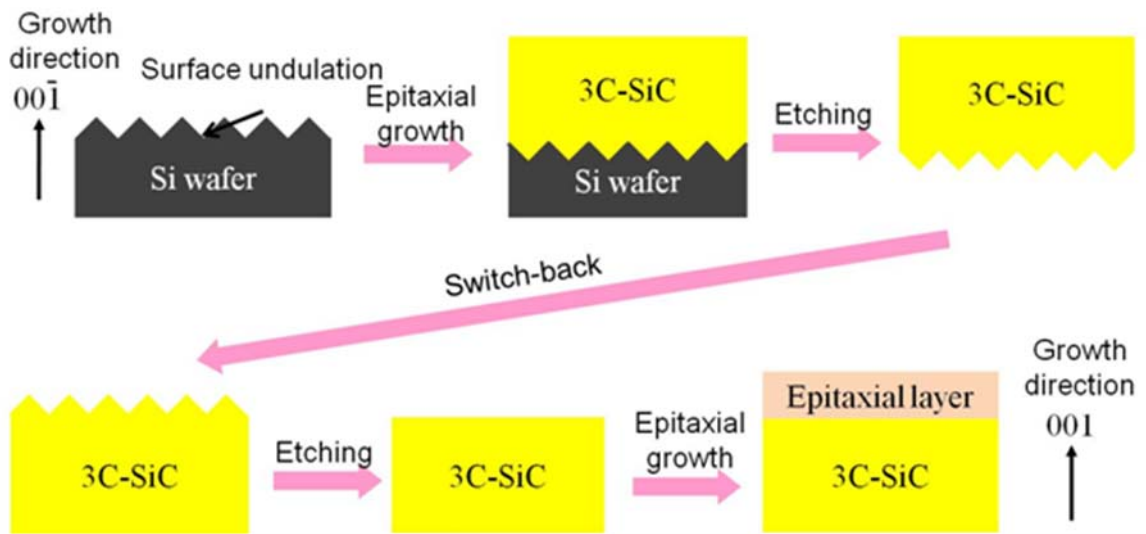 Growth
direction
001̄
Surface undulation
Si wafer
Epitaxial
growth
3C-SiC
Si wafer
Etching
3C-SiC
Switch-back
3C-SiC
Etching
3C-SiC
Epitaxial
growth
Epitaxial layer
3C-SiC
Growth
direction
001